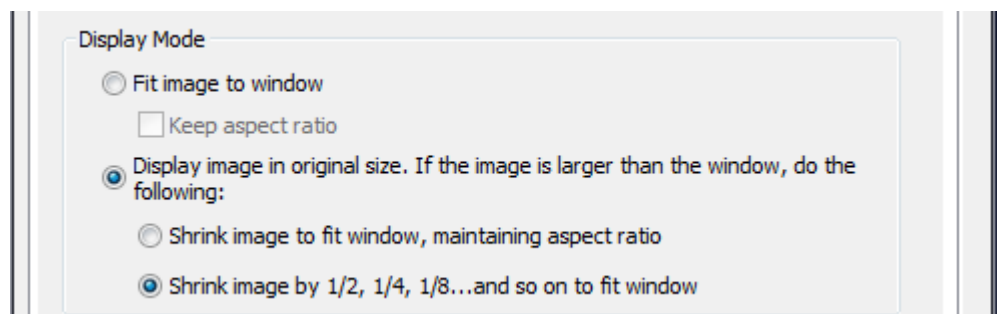 Display Mode
Fit image to window
Keep aspect ratio
Display image in original size. If the image is larger than the window, do the
following:
Shrink image to fit window, maintaining aspect ratio
Shrink image by 1/2, 1/4, 1/8...and so on to fit window